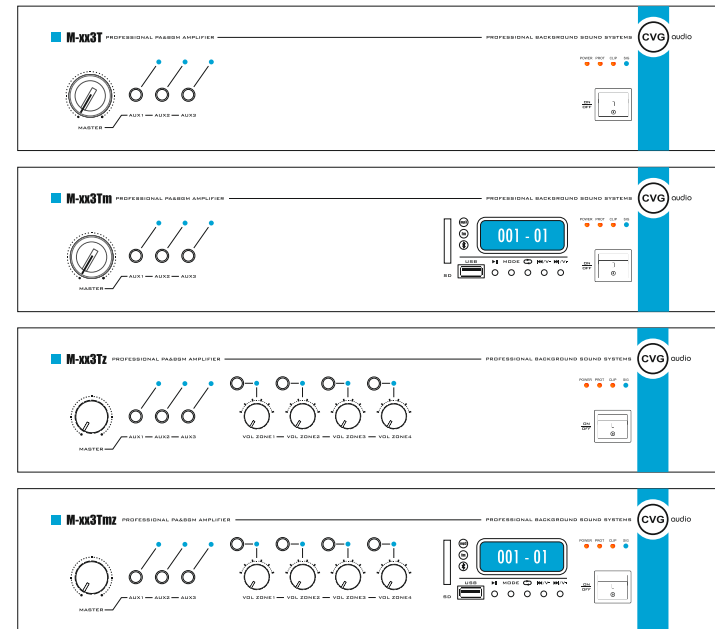 M-xx3T PROFESSIONAL PA&BGM AMPLIFIER PROFESSIONAL BACKGROUND SOUND SYSTEMS CVG audio
POWER PROT CLIP SIG
ON
OFF
AUX1 AUX2 AUX3
MASTER
M-xx3Tm PROFESSIONAL PA&BGM AMPLIFIER PROFESSIONAL BACKGROUND SOUND SYSTEMS CVG audio
POWER PROT CLIP SIG
001 - 01
ON
OFF
USB MODE
AUX1 AUX2 AUX3
SD
MASTER
M-xx3Tz PROFESSIONAL PA&BGM AMPLIFIER PROFESSIONAL BACKGROUND SOUND SYSTEMS CVG audio
POWER PROT CLIP SIG
ON
OFF
AUX1 AUX2 AUX3 VOL ZONE1 VOL ZONE2 VOL ZONE3 VOL ZONE4
MASTER
M-xx3Tmz PROFESSIONAL PA&BGM AMPLIFIER PROFESSIONAL BACKGROUND SOUND SYSTEMS CVG audio
POWER PROT CLIP SIG
001 - 01
ON
OFF
USB MODE
AUX1 AUX2 AUX3 VOL ZONE1 VOL ZONE2 VOL ZONE3 VOL ZONE4
SD
MASTER